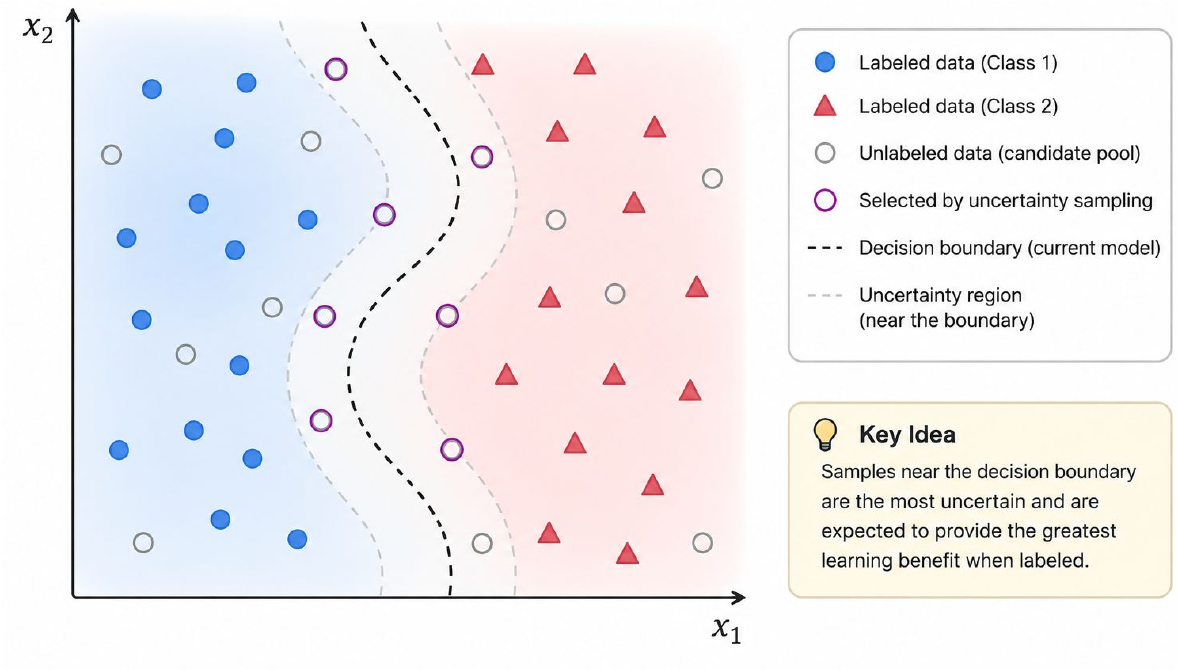 x₂
x₁
Labeled data (Class 1)
Labeled data (Class 2)
Unlabeled data (candidate pool)
Selected by uncertainty sampling
Decision boundary (current model)
Uncertainty region
(near the boundary)
Key Idea
Samples near the decision boundary
are the most uncertain and are
expected to provide the greatest
learning benefit when labeled.